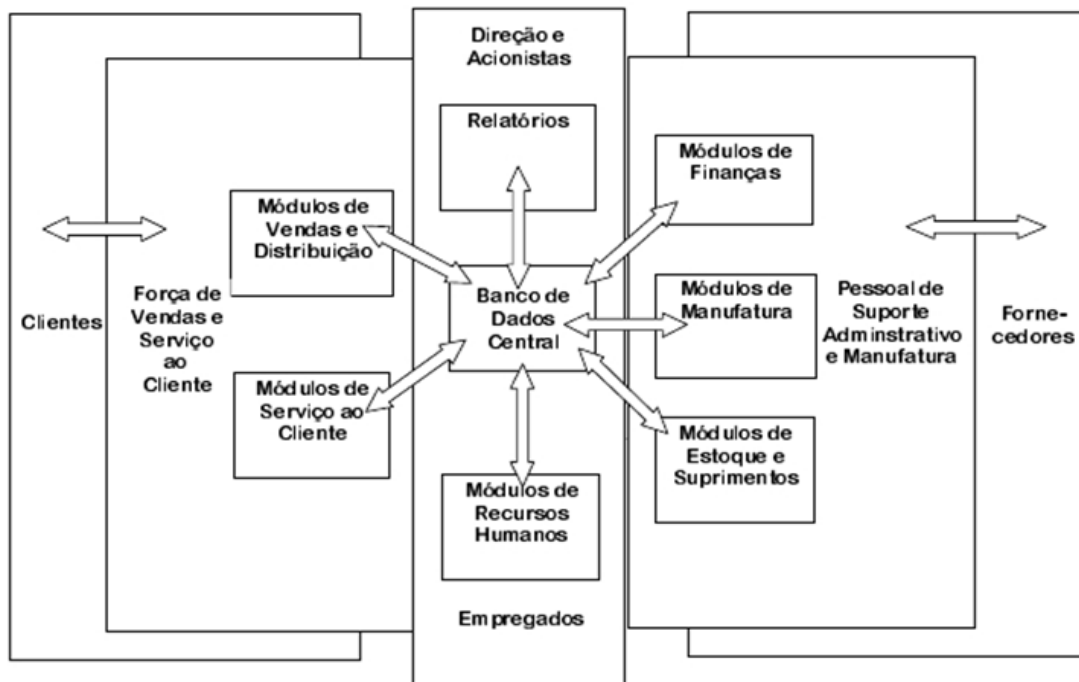 Direção e
Acionistas
Relatórios
Módulos de
Finanças
Módulos de
Vendas e
Distribuição
Banco de
Dados
Central
Módulos de
Manufatura
Clientes
Força de
Vendas e
Serviço
ao
Cliente
Pessoal de
Suporte
Adminstrativo
e Manufatura
Forne-
cedores
Módulos de
Serviço ao
Cliente
Módulos de
Estoque e
Suprimentos
Módulos de
Recursos
Humanos
Empregados